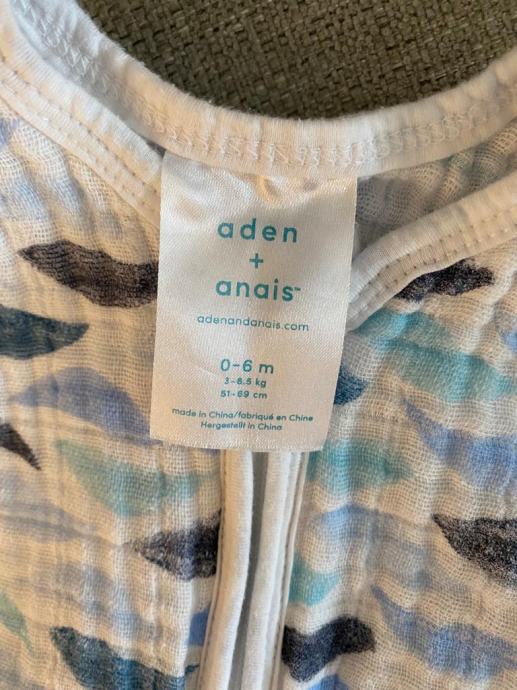 aden
+
anais™
adenandanais.com
0-6 m
3-8.5 kg
51-69 cm
made in China/fabriqué en Chine
Hergestellt in China